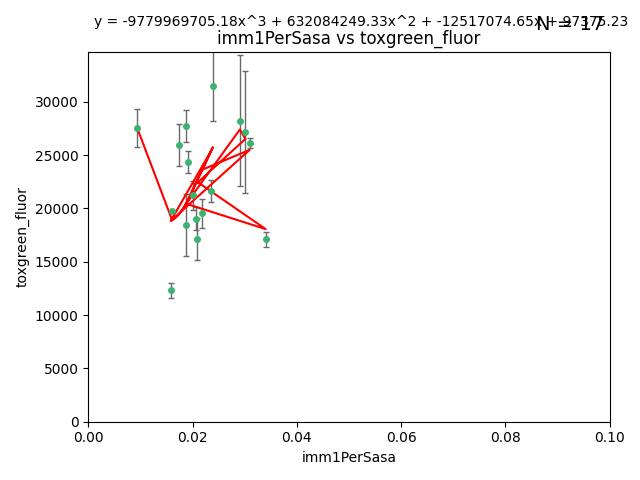 y = -9779969705.18x^3 + 632084249.33x^2 + -12517074.65x + 97375.23
N = 17
imm1PerSasa vs toxgreen_fluor
30000
25000
20000
15000
10000
5000
0
toxgreen_fluor
0.00 0.02 0.04 0.06 0.08 0.10
imm1PerSasa